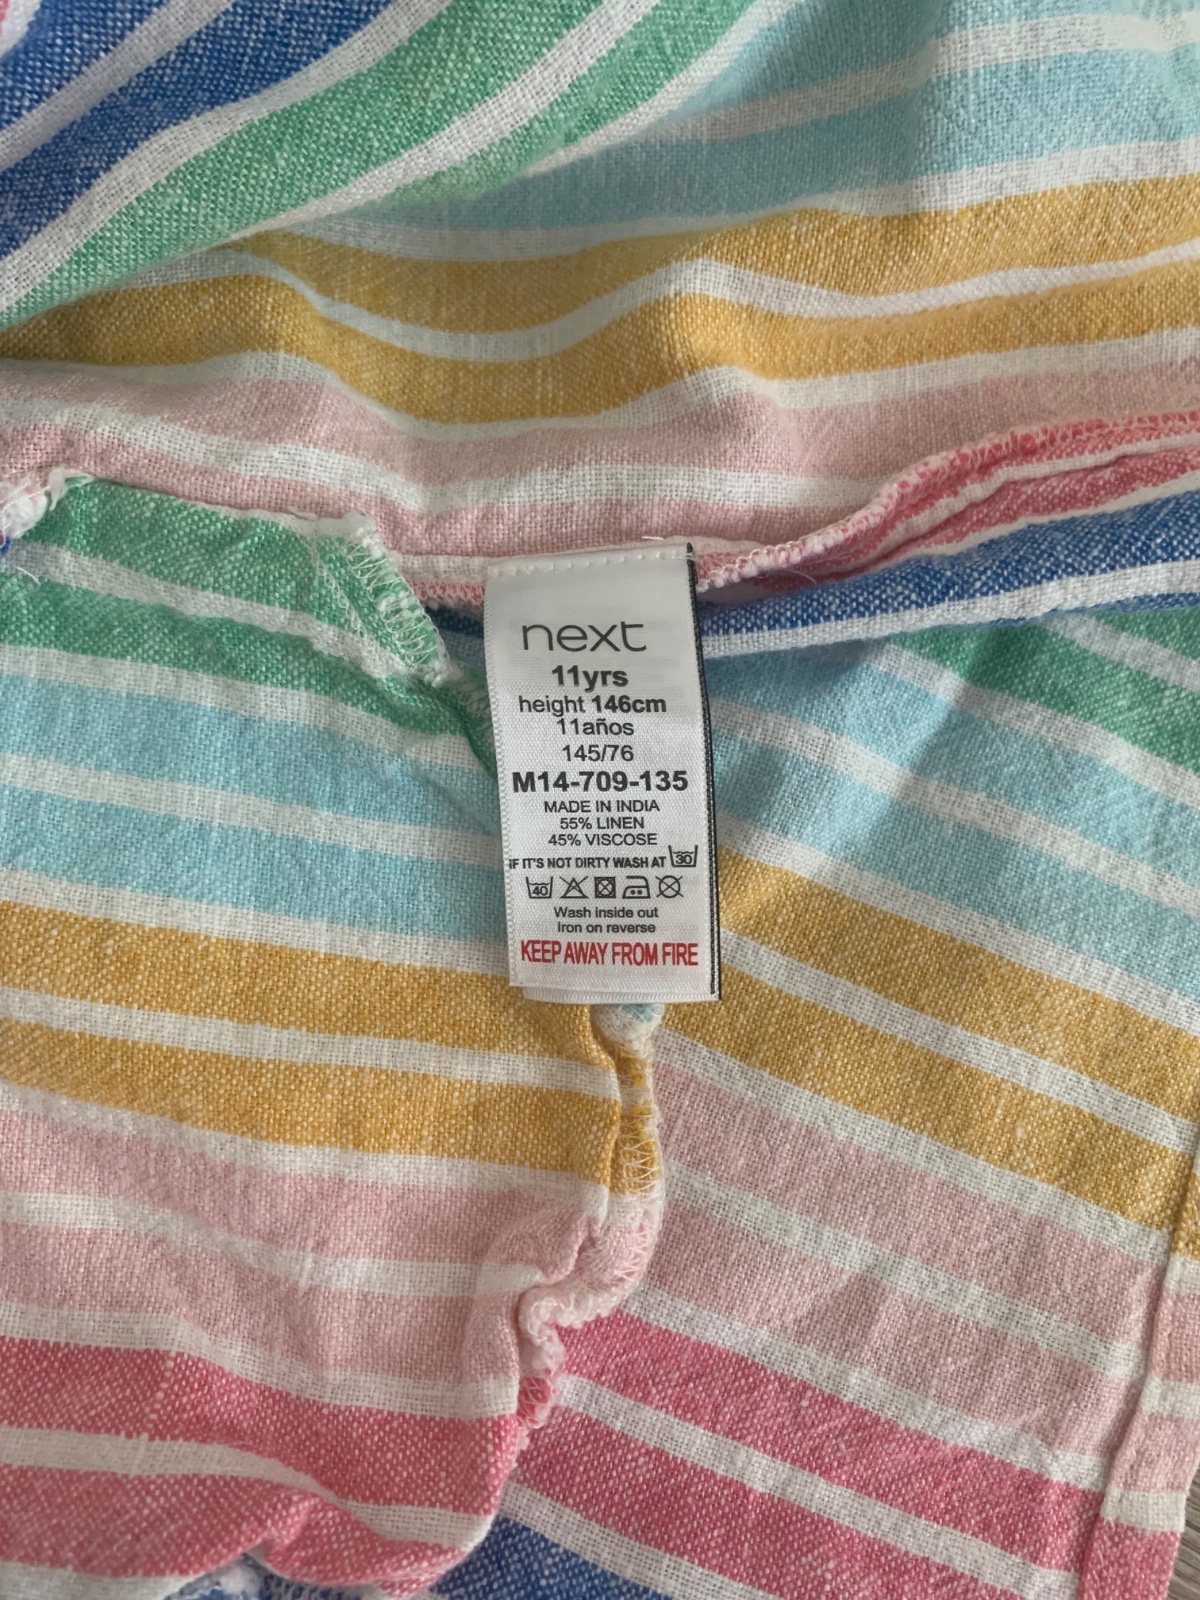 next
11yrs
height 146cm
11años
145/76
M14-709-135
MADE IN INDIA
55% LINEN
45% VISCOSE
IF IT'S NOT DIRTY WASH AT 30
40
Wash inside out
Iron on reverse
KEEP AWAY FROM FIRE